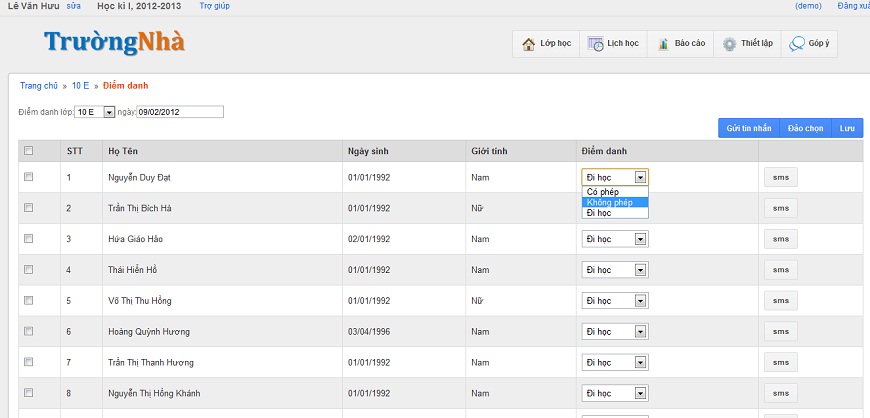 Lê Văn Hưu sửa Học kì I, 2012-2013 Trợ giúp (demo) Đăng xuấ
TrườngNhà
Lớp học Lịch học Báo cáo Thiết lập Góp ý
Trang chủ » 10 E » Điểm danh
Điểm danh lớp: 10 E ngày: 09/02/2012
Gửi tin nhắn Đảo chọn Lưu
STT Họ Tên Ngày sinh Giới tính Điểm danh
1 Nguyễn Duy Đạt 01/01/1992 Nam Đi học sms
Có phép
Không phép
Đi học
2 Trần Thị Bích Hà 01/01/1992 Nữ sms
3 Hứa Giáo Hảo 02/01/1992 Nam Đi học sms
4 Thái Hiển Hồ 01/01/1992 Nam Đi học sms
5 Võ Thị Thu Hồng 01/01/1992 Nữ Đi học sms
6 Hoàng Quỳnh Hương 03/04/1996 Nam Đi học sms
7 Trần Thị Thanh Hương 01/01/1992 Nam Đi học sms
8 Nguyễn Thị Hồng Khánh 01/01/1992 Nam Đi học sms